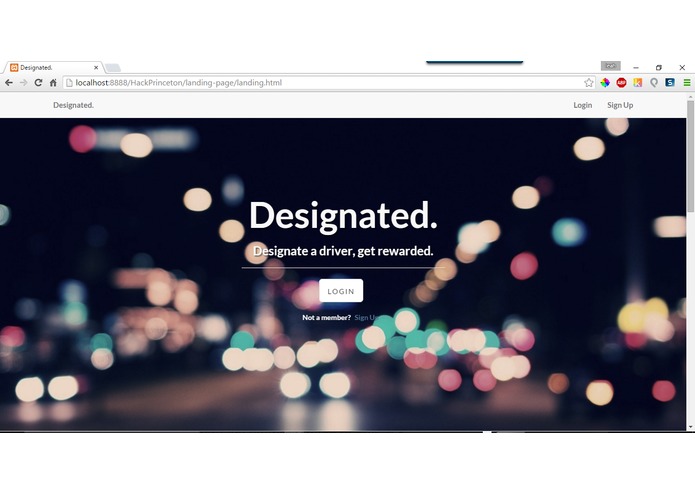 Designated.
localhost:8888/HackPrinceton/landing-page/landing.html
Designated.
Login
Sign Up
Designated.
Designate a driver, get rewarded.
LOGIN
Not a member? Sign Up